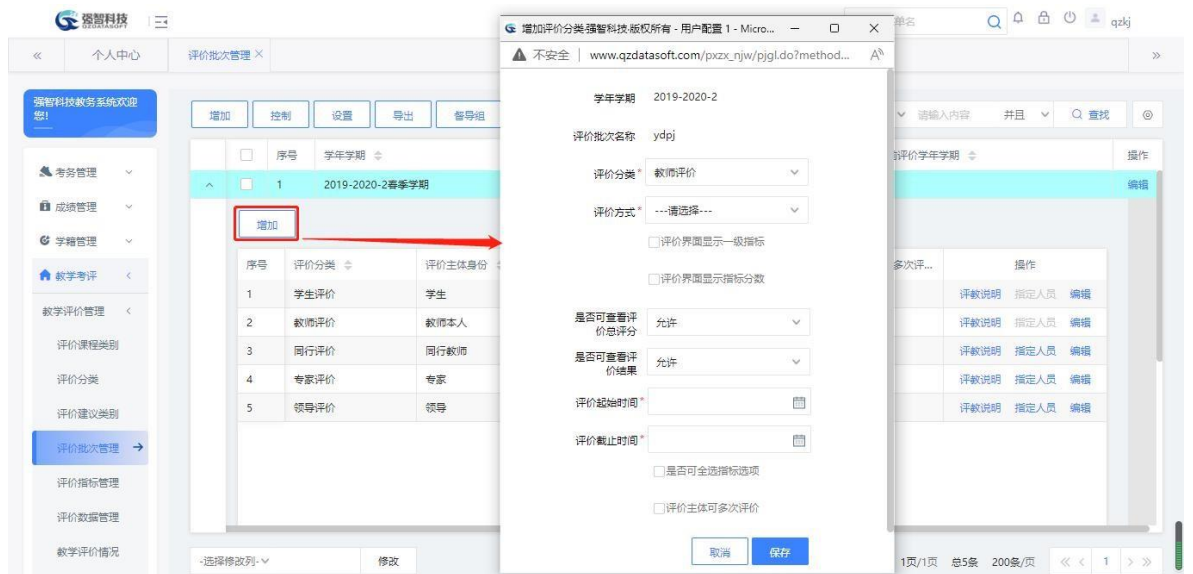 强智科技
QZDATASOFT
单名
qzkj
个人中心
评价批次管理
强智科技教务系统欢迎
您!
考务管理
成绩管理
学籍管理
教学考评
教学评价管理
评价课程类别
评价分类
评价建议类别
评价批次管理
评价指标管理
评价数据管理
教学评价情况
增加 控制 设置 导出 督导组
请输入内容 并且 查找
序号 学年学期 评价学年学期 操作
1 2019-2020-2春季学期 编辑
增加
序号 评价分类 评价主体身份 多次评... 操作
1 学生评价 学生 评教说明 指定人员 编辑
2 教师评价 教师本人 评教说明 指定人员 编辑
3 同行评价 同行教师 评教说明 指定人员 编辑
4 专家评价 专家 评教说明 指定人员 编辑
5 领导评价 领导 评教说明 指定人员 编辑
-选择修改列- 修改
1页/1页 总5条 200条/页 1
增加评价分类-强智科技·版权所有 - 用户配置 1 - Micro...
不安全 www.qzdatasoft.com/pxzx_njw/pjgl.do?method...
学年学期 2019-2020-2
评价批次名称 ydpj
评价分类* 教师评价
评价方式* ---请选择---
评价界面显示一级指标
评价界面显示指标分数
是否可查看评
价总评分 允许
是否可查看评
价结果 允许
评价起始时间*
评价截止时间*
是否可全选指标选项
评价主体可多次评价
取消 保存